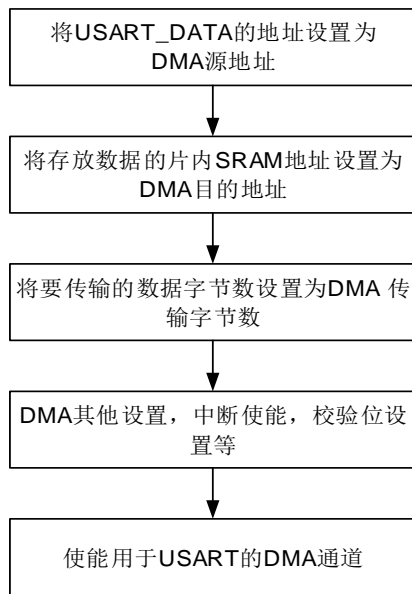 将USART_DATA的地址设置为
DMA源地址
将存放数据的片内SRAM地址设置为
DMA目的地址
将要传输的数据字节数设置为DMA 传
输字节数
DMA其他设置，中断使能，校验位设
置等
使能用于USART的DMA通道